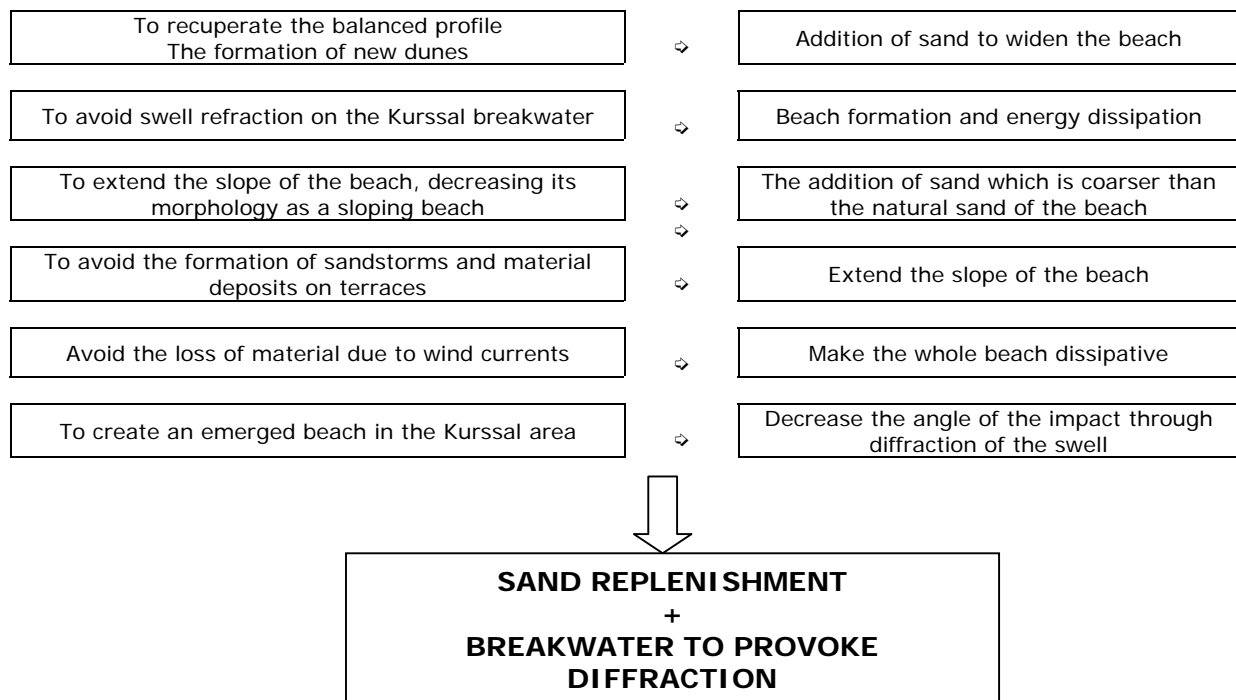 To recuperate the balanced profile
The formation of new dunes
➪
Addition of sand to widen the beach
To avoid swell refraction on the Kurssal breakwater
➪
Beach formation and energy dissipation
To extend the slope of the beach, decreasing its
morphology as a sloping beach
➪
➪
The addition of sand which is coarser than
the natural sand of the beach
To avoid the formation of sandstorms and material
deposits on terraces
➪
Extend the slope of the beach
Avoid the loss of material due to wind currents
➪
Make the whole beach dissipative
To create an emerged beach in the Kurssal area
➪
Decrease the angle of the impact through
diffraction of the swell
SAND REPLENISHMENT
+
BREAKWATER TO PROVOKE
DIFFRACTION